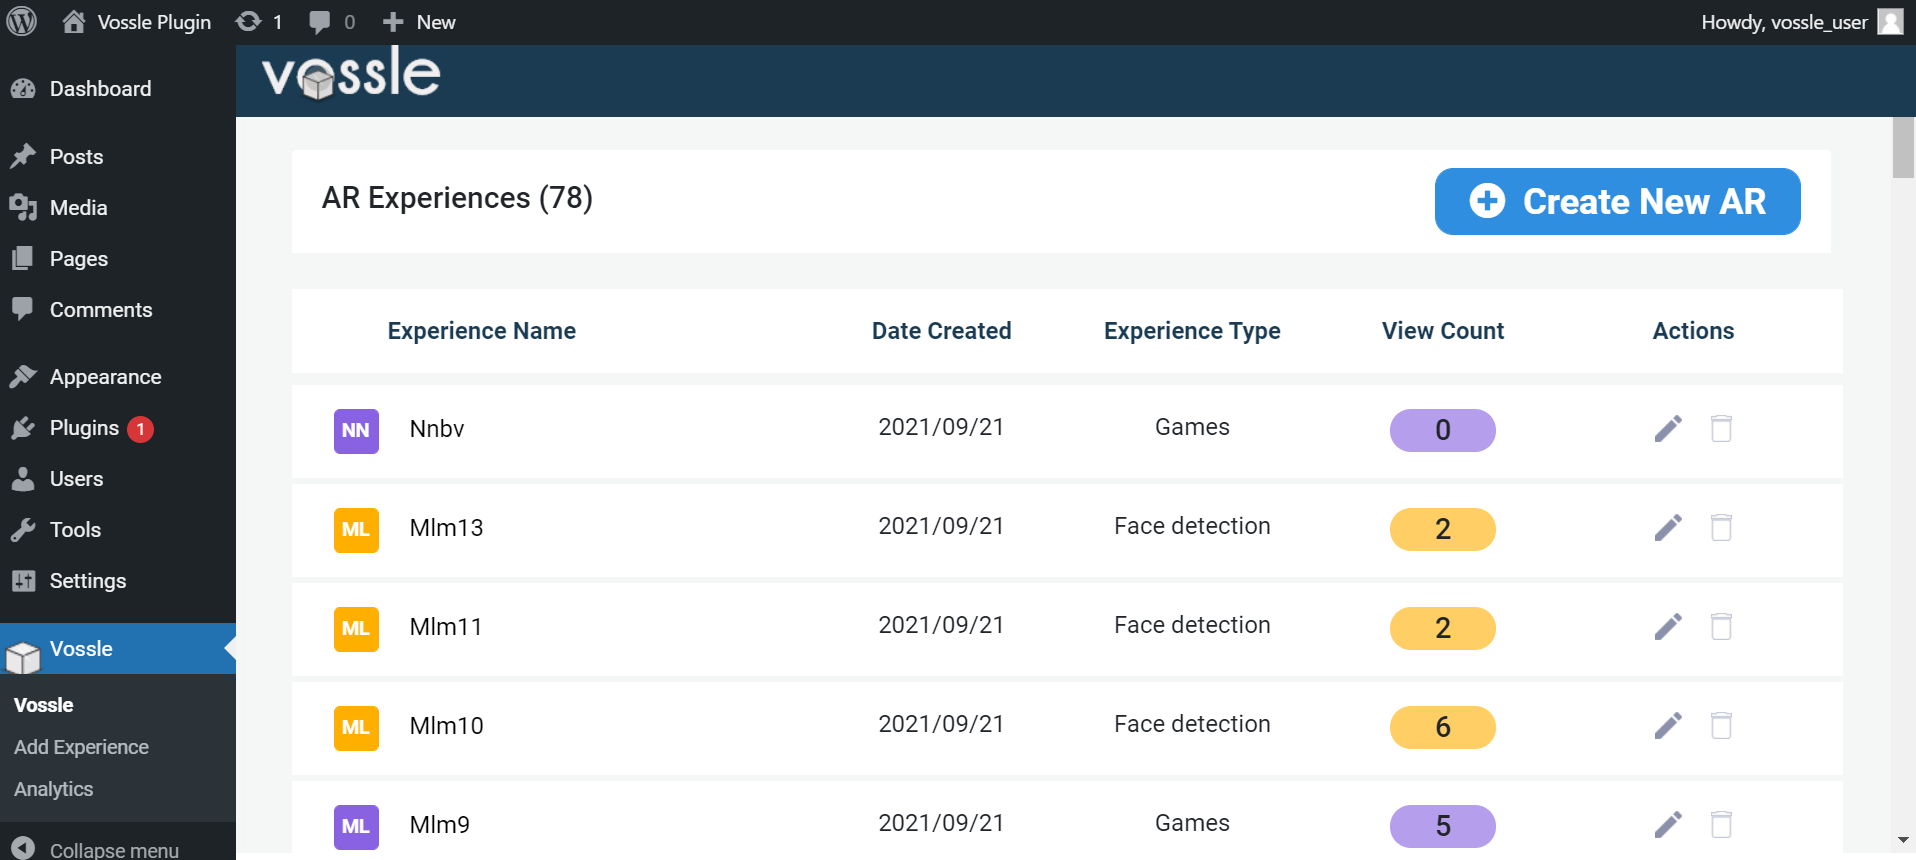 Vossle Plugin 1 0 New Howdy, vossle_user
vossle
Dashboard
Posts
Media
Pages
Comments
Appearance
Plugins 1
Users
Tools
Settings
Vossle
Vossle
Add Experience
Analytics
Collapse menu
AR Experiences (78) Create New AR
Experience Name Date Created Experience Type View Count Actions
NN Nnbv 2021/09/21 Games 0
ML Mlm13 2021/09/21 Face detection 2
ML Mlm11 2021/09/21 Face detection 2
ML Mlm10 2021/09/21 Face detection 6
ML Mlm9 2021/09/21 Games 5